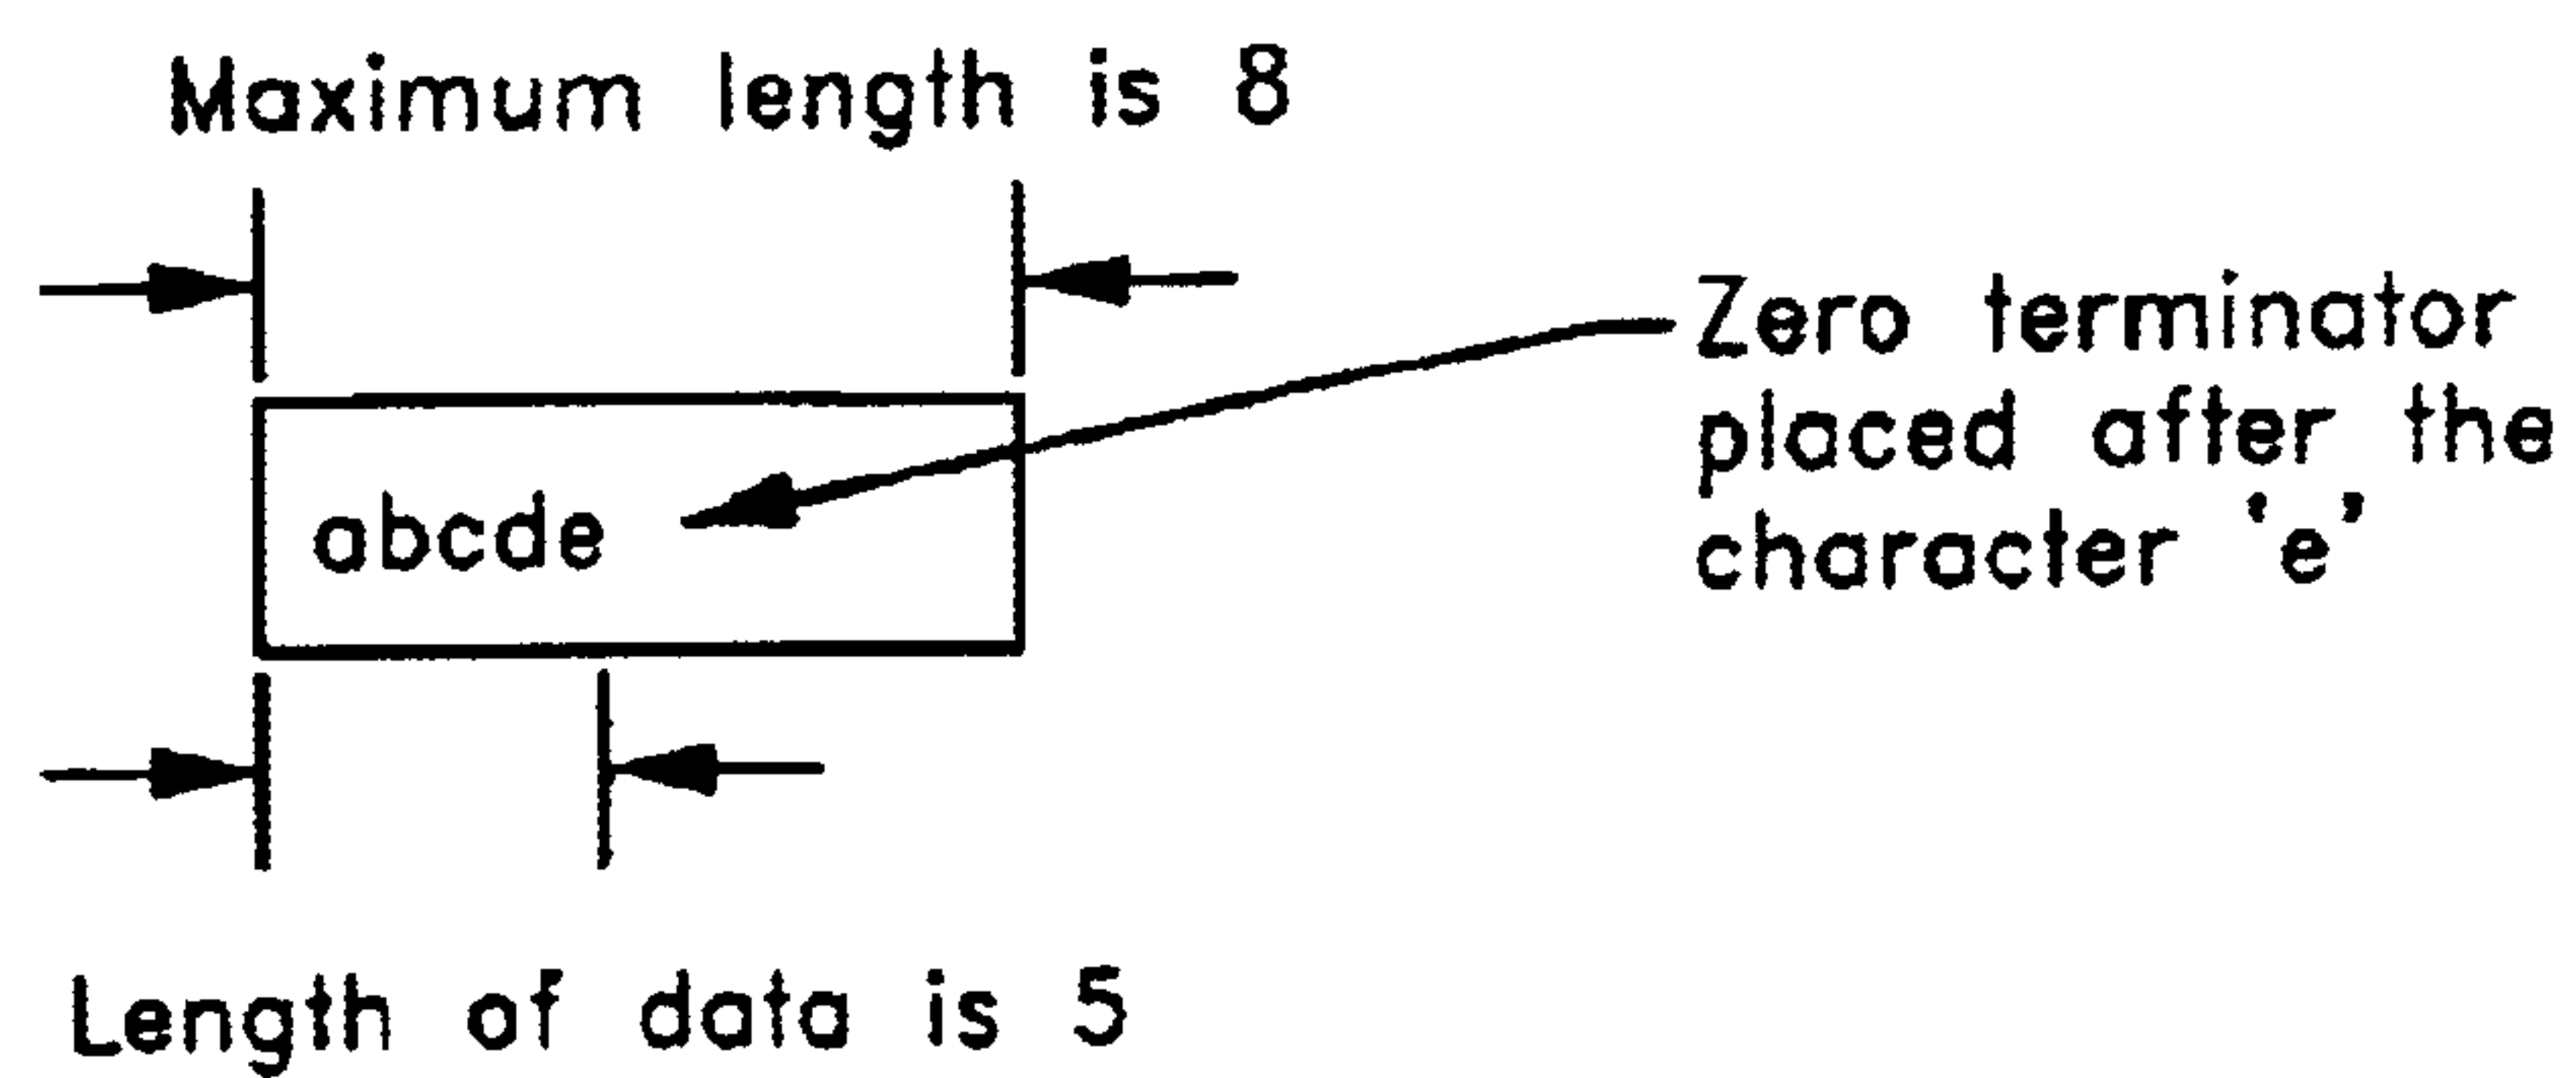 Maximum length is 8
Zero terminator
placed after the
character 'e'
abcde
Length of data is 5